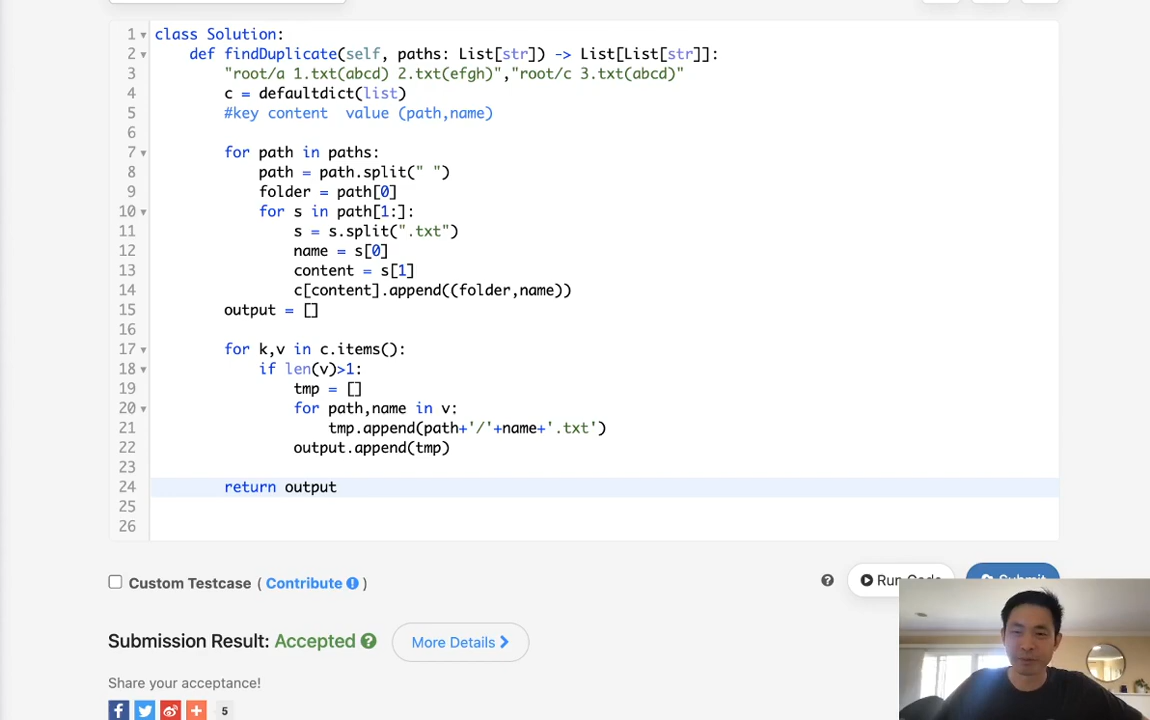 1 class Solution:
2 def findDuplicate(self, paths: List[str]) -> List[List[str]]:
3 "root/a 1.txt(abcd) 2.txt(efgh)","root/c 3.txt(abcd)"
4 c = defaultdict(list)
5 #key content  value (path,name)
6
7 for path in paths:
8 path = path.split(" ")
9 folder = path[0]
10 for s in path[1:]:
11 s = s.split(".txt")
12 name = s[0]
13 content = s[1]
14 c[content].append((folder,name))
15 output = []
16
17 for k,v in c.items():
18 if len(v)>1:
19 tmp = []
20 for path,name in v:
21 tmp.append(path+'/'+name+'.txt')
22 output.append(tmp)
23
24 return output
25
26
Custom Testcase ( Contribute )
Run Code
Submit
Submission Result: Accepted
More Details
Share your acceptance!
5